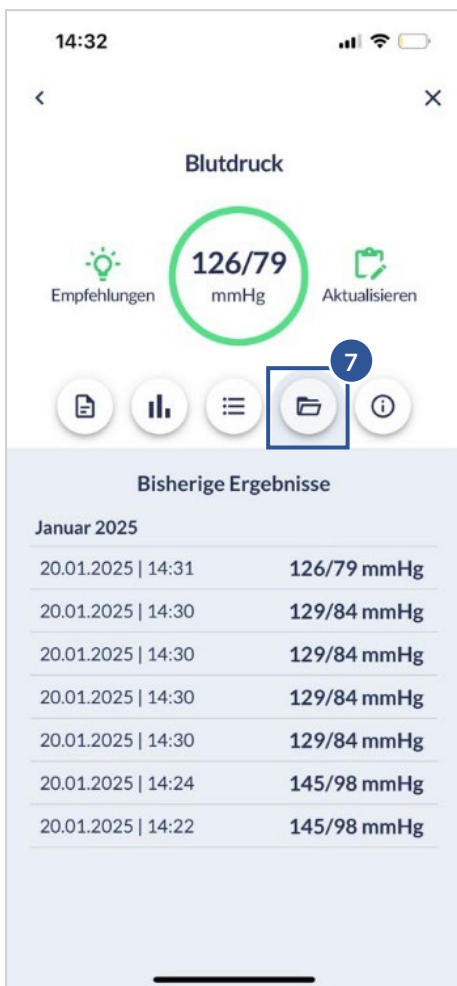 14:32
Blutdruck
126/79
mmHg
Empfehlungen
Aktualisieren
7
Bisherige Ergebnisse
Januar 2025
20.01.2025 | 14:31 126/79 mmHg
20.01.2025 | 14:30 129/84 mmHg
20.01.2025 | 14:30 129/84 mmHg
20.01.2025 | 14:30 129/84 mmHg
20.01.2025 | 14:30 129/84 mmHg
20.01.2025 | 14:24 145/98 mmHg
20.01.2025 | 14:22 145/98 mmHg